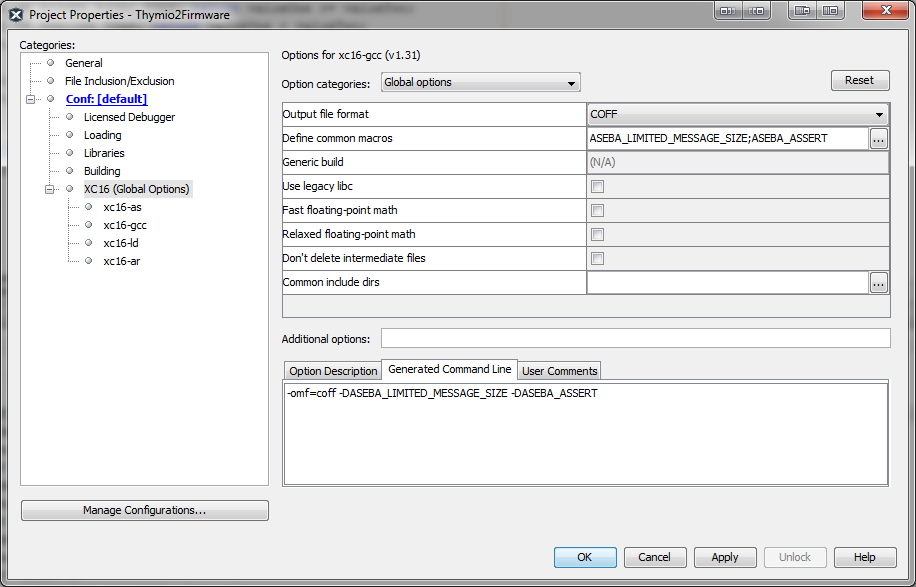 Project Properties - Thymio2Firmware
Categories:
General
File Inclusion/Exclusion
Conf: [default]
Licensed Debugger
Loading
Libraries
Building
XC16 (Global Options)
xc16-as
xc16-gcc
xc16-ld
xc16-ar
Manage Configurations...
Options for xc16-gcc (v1.31)
Option categories: Global options
Reset
Output file format COFF
Define common macros ASEBA_LIMITED_MESSAGE_SIZE;ASEBA_ASSERT ...
Generic build (N/A)
Use legacy libc
Fast floating-point math
Relaxed floating-point math
Don't delete intermediate files
Common include dirs ...
Additional options:
Option Description Generated Command Line User Comments
-omf=coff -DASEBA_LIMITED_MESSAGE_SIZE -DASEBA_ASSERT
OK Cancel Apply Unlock Help